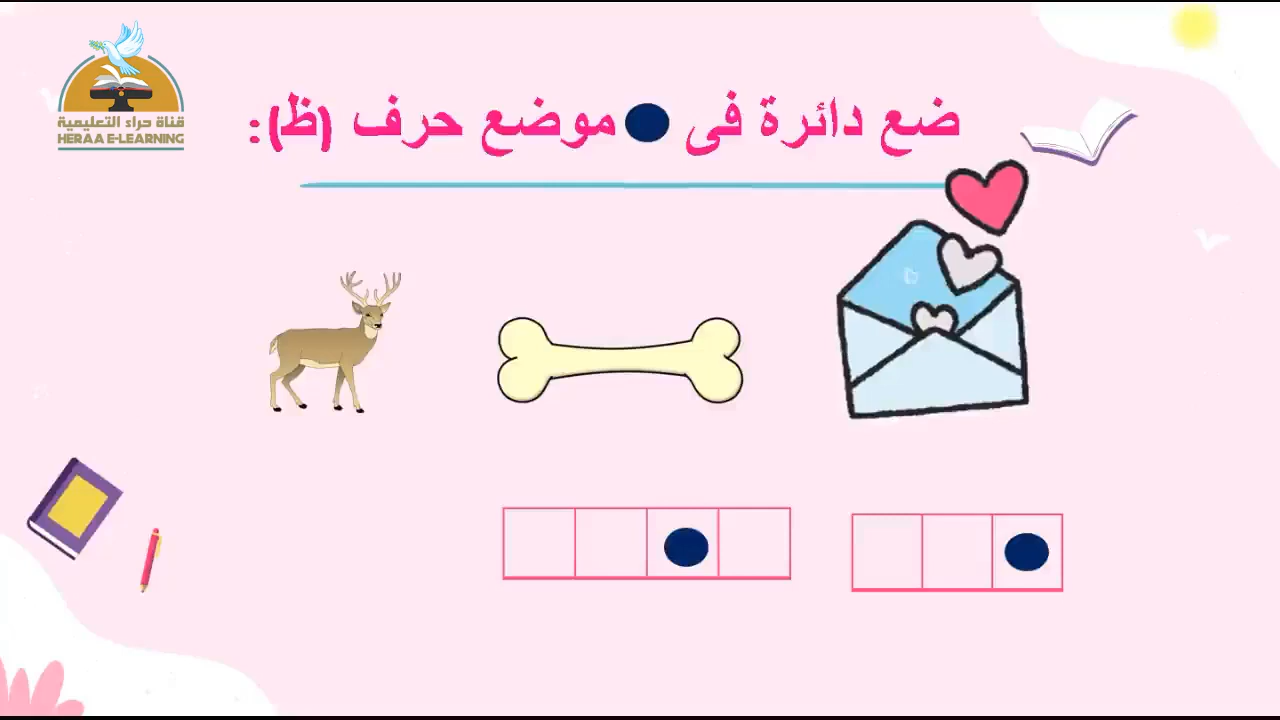 قناة حراء التعليمية
HERAA E-LEARNING
ضع دائرة فى موضع حرف (ظ):